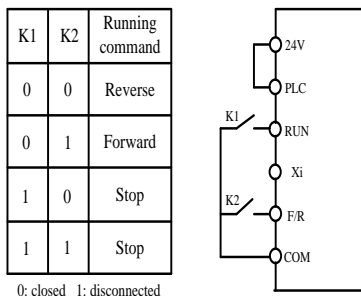 K1 K2 Running command
0 0 Reverse
0 1 Forward
1 0 Stop
1 1 Stop
0: closed 1: disconnected
24V
PLC
K1
RUN
Xi
K2
F/R
COM